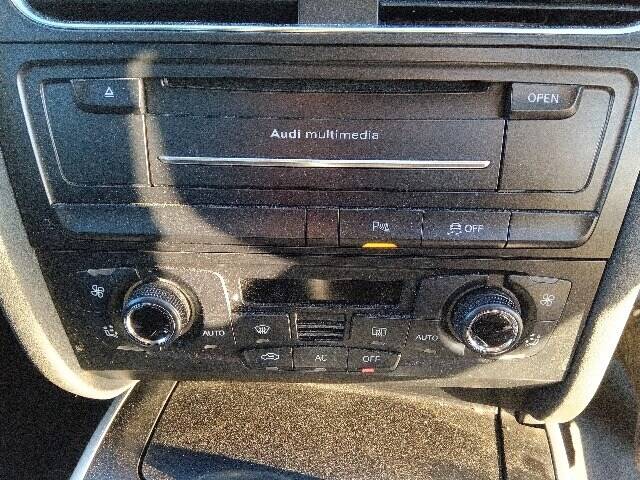 OPEN
Audi multimedia
P OFF
AUTO AUTO
AC OFF